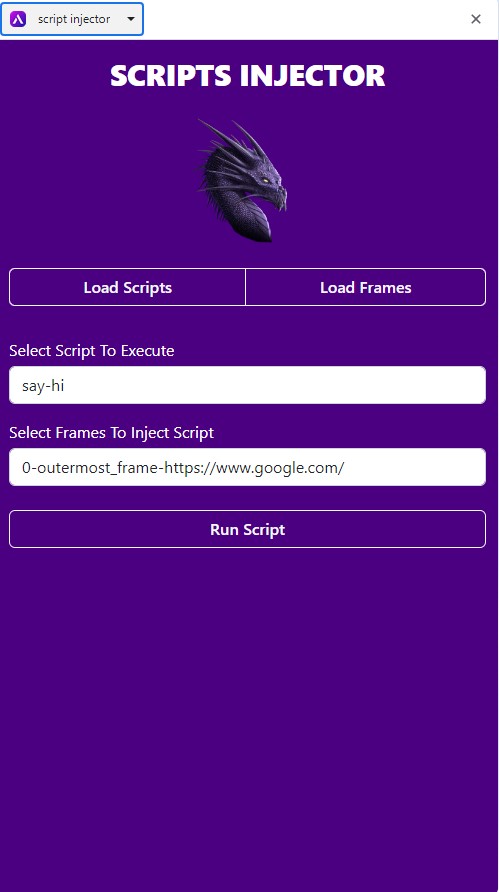 script injector
SCRIPTS INJECTOR
Load Scripts
Load Frames
Select Script To Execute
say-hi
Select Frames To Inject Script
0-outermost_frame-https://www.google.com/
Run Script